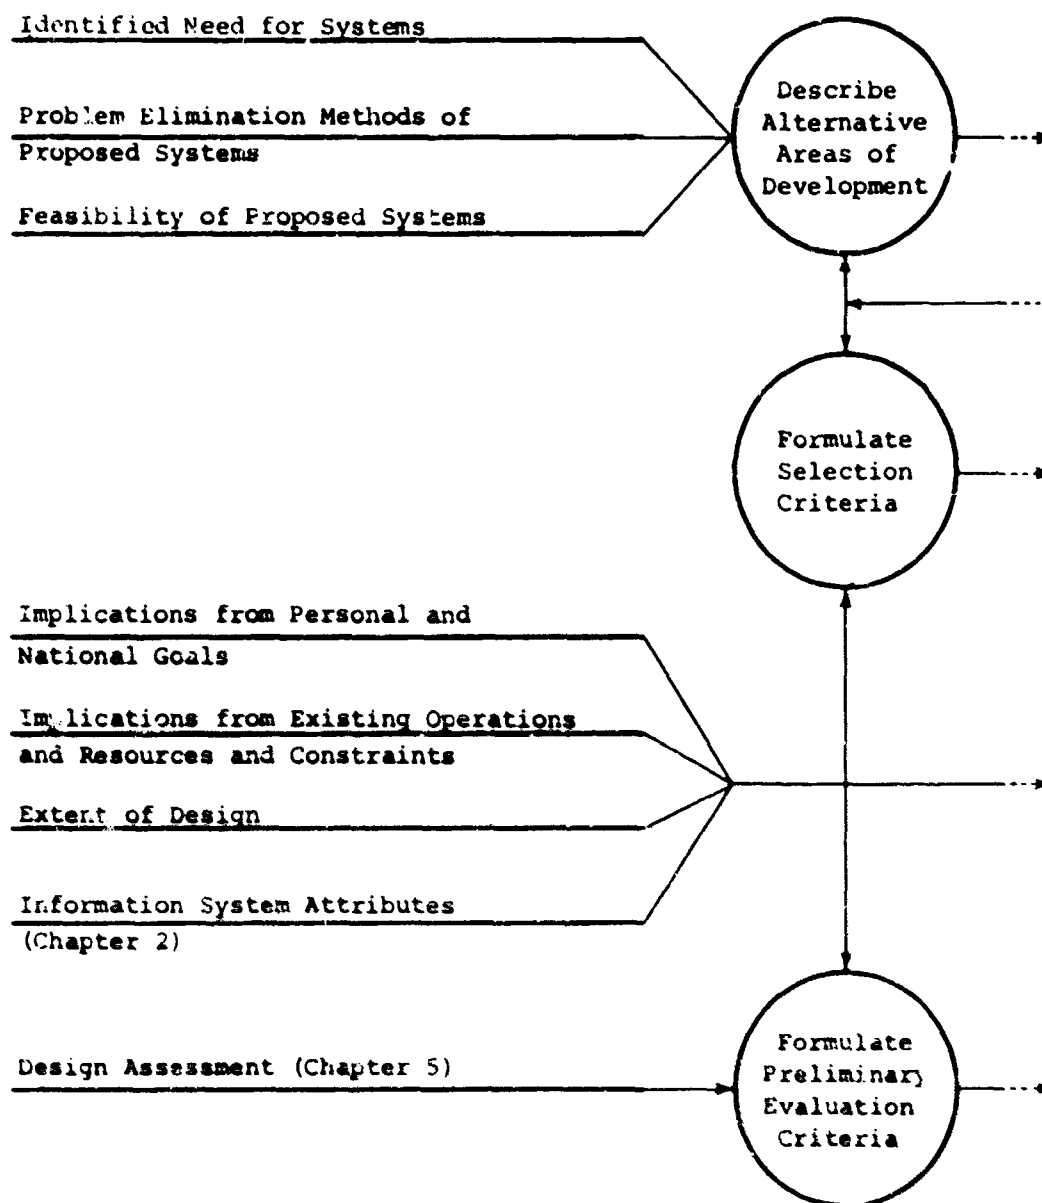 Identified Need for Systems
Problem Elimination Methods of
Proposed Systems
Feasibility of Proposed Systems
Describe
Alternative
Areas of
Development
Formulate
Selection
Criteria
Implications from Personal and
National Goals
Implications from Existing Operations
and Resources and Constraints
Extent of Design
Information System Attributes
(Chapter 2)
Design Assessment (Chapter 5)
Formulate
Preliminary
Evaluation
Criteria